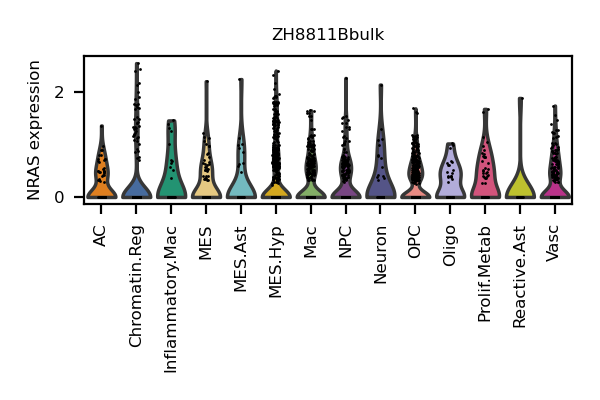 ZH8811Bbulk
NRAS expression
2
0
AC
Chromatin.Reg
Inflammatory.Mac
MES
MES.Ast
MES.Hyp
Mac
NPC
Neuron
OPC
Oligo
Prolif.Metab
Reactive.Ast
Vasc